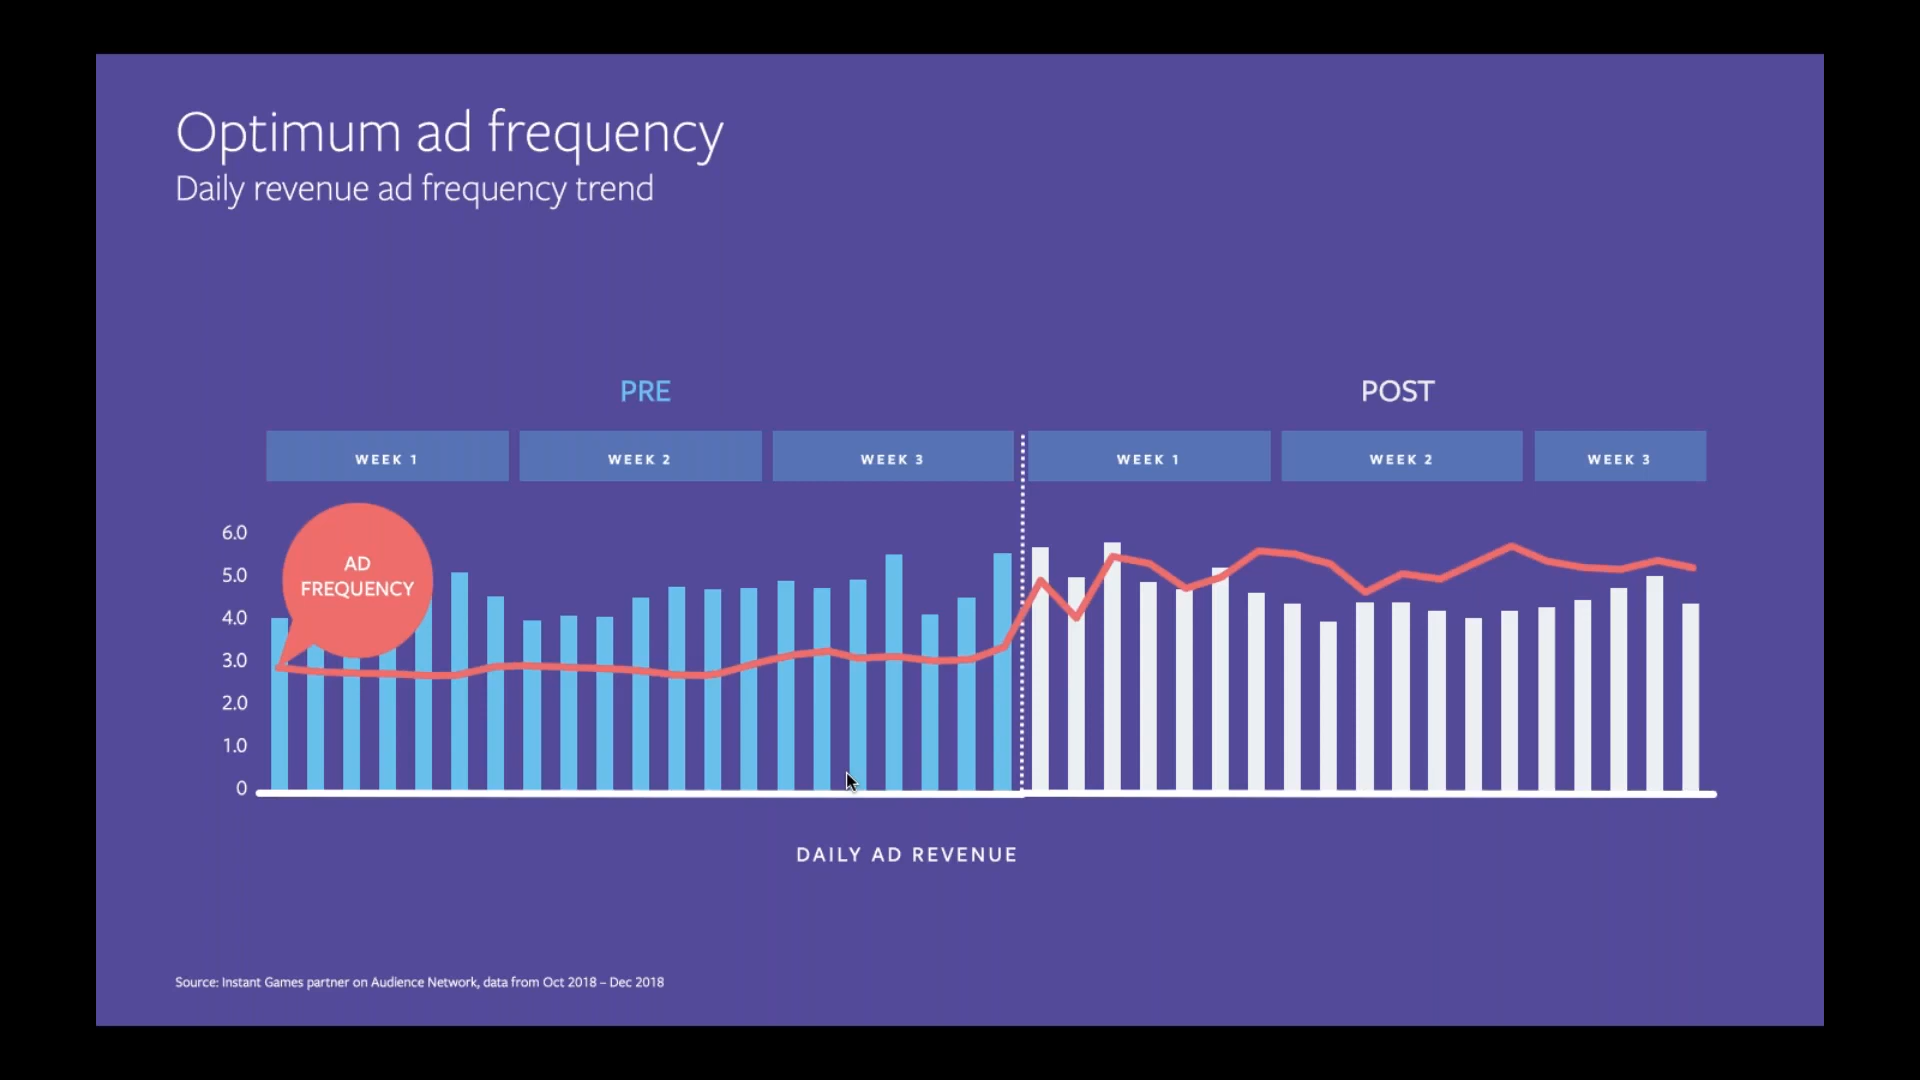 Optimum ad frequency
Daily revenue ad frequency trend
PRE
POST
WEEK 1
WEEK 2
WEEK 3
WEEK 1
WEEK 2
WEEK 3
6.0
5.0
4.0
3.0
2.0
1.0
0
AD
FREQUENCY
DAILY AD REVENUE
Source: Instant Games partner on Audience Network, data from Oct 2018 – Dec 2018